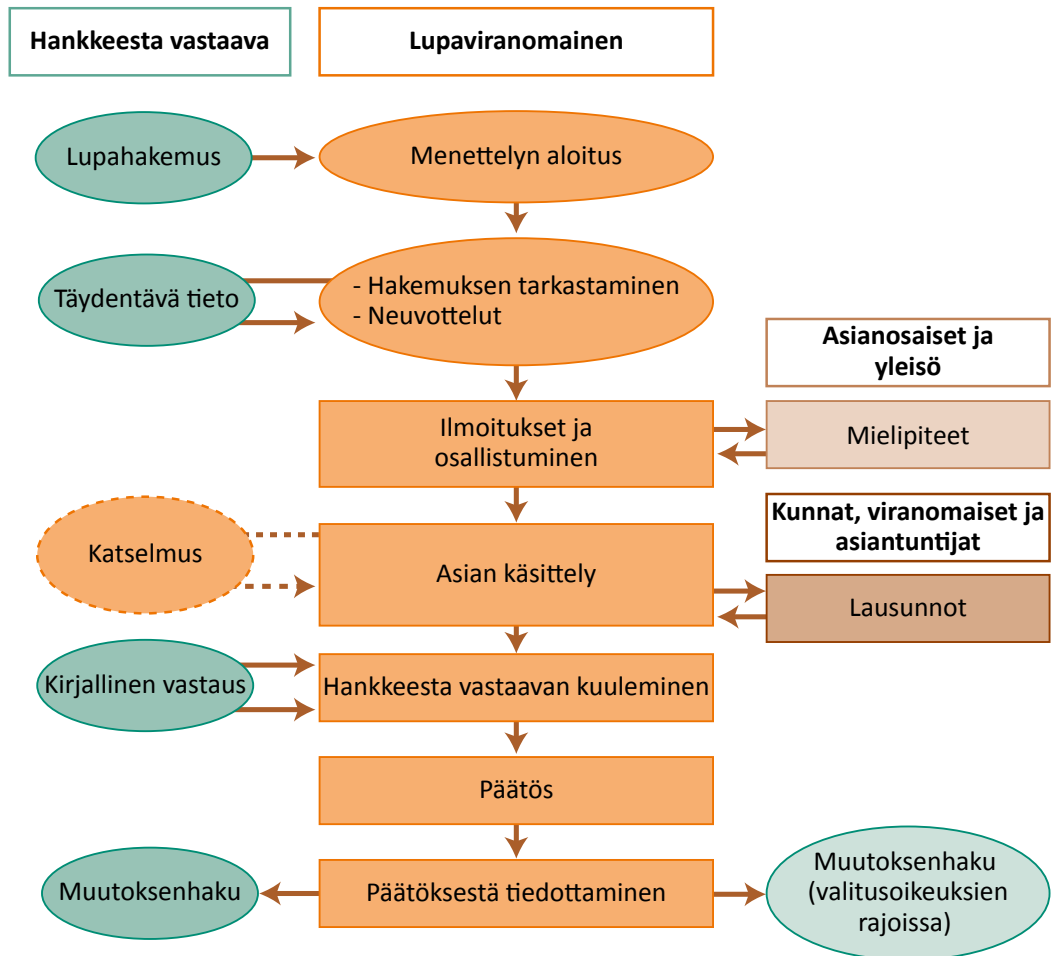 Hankkeesta vastaava
Lupaviranomainen
Lupahakemus
Menettelyn aloitus
Täydentävä tieto
- Hakemuksen tarkastaminen
- Neuvottelut
Asianosaiset ja
yleisö
Ilmoitukset ja
osallistuminen
Mielipiteet
Kunnat, viranomaiset ja
asiantuntijat
Katselmus
Asian käsittely
Lausunnot
Kirjallinen vastaus
Hankkeesta vastaavan kuuleminen
Päätös
Muutoksenhaku
Päätöksestä tiedottaminen
Muutoksenhaku
(valitusoikeuksien
rajoissa)